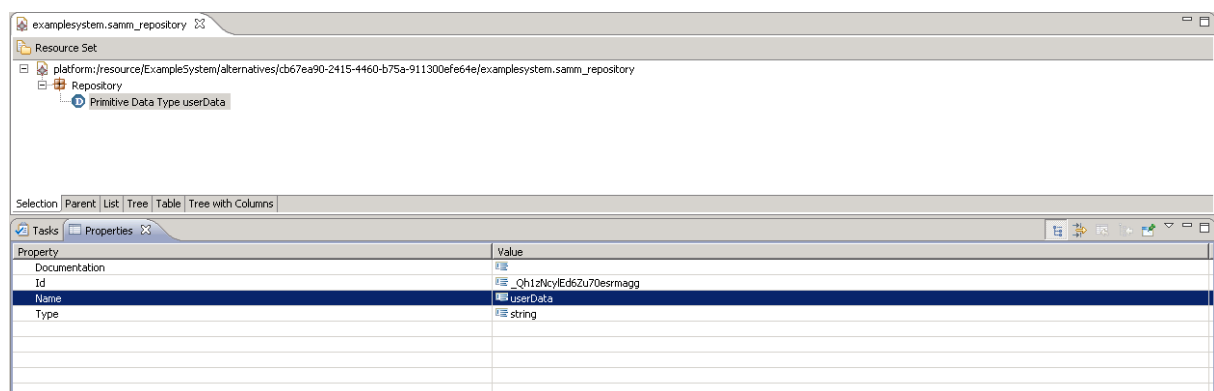 examplesystem.samm_repository
Resource Set
platform:/resource/ExampleSystem/alternatives/cb67ea90-2415-4460-b75a-911300efe64e/examplesystem.samm_repository
Repository
D Primitive Data Type userData
Selection Parent List Tree Table Tree with Columns
Tasks Properties
Property Value
Documentation
Id _Qh1zNcylEd6Zu70esrmagg
Name userData
Type string